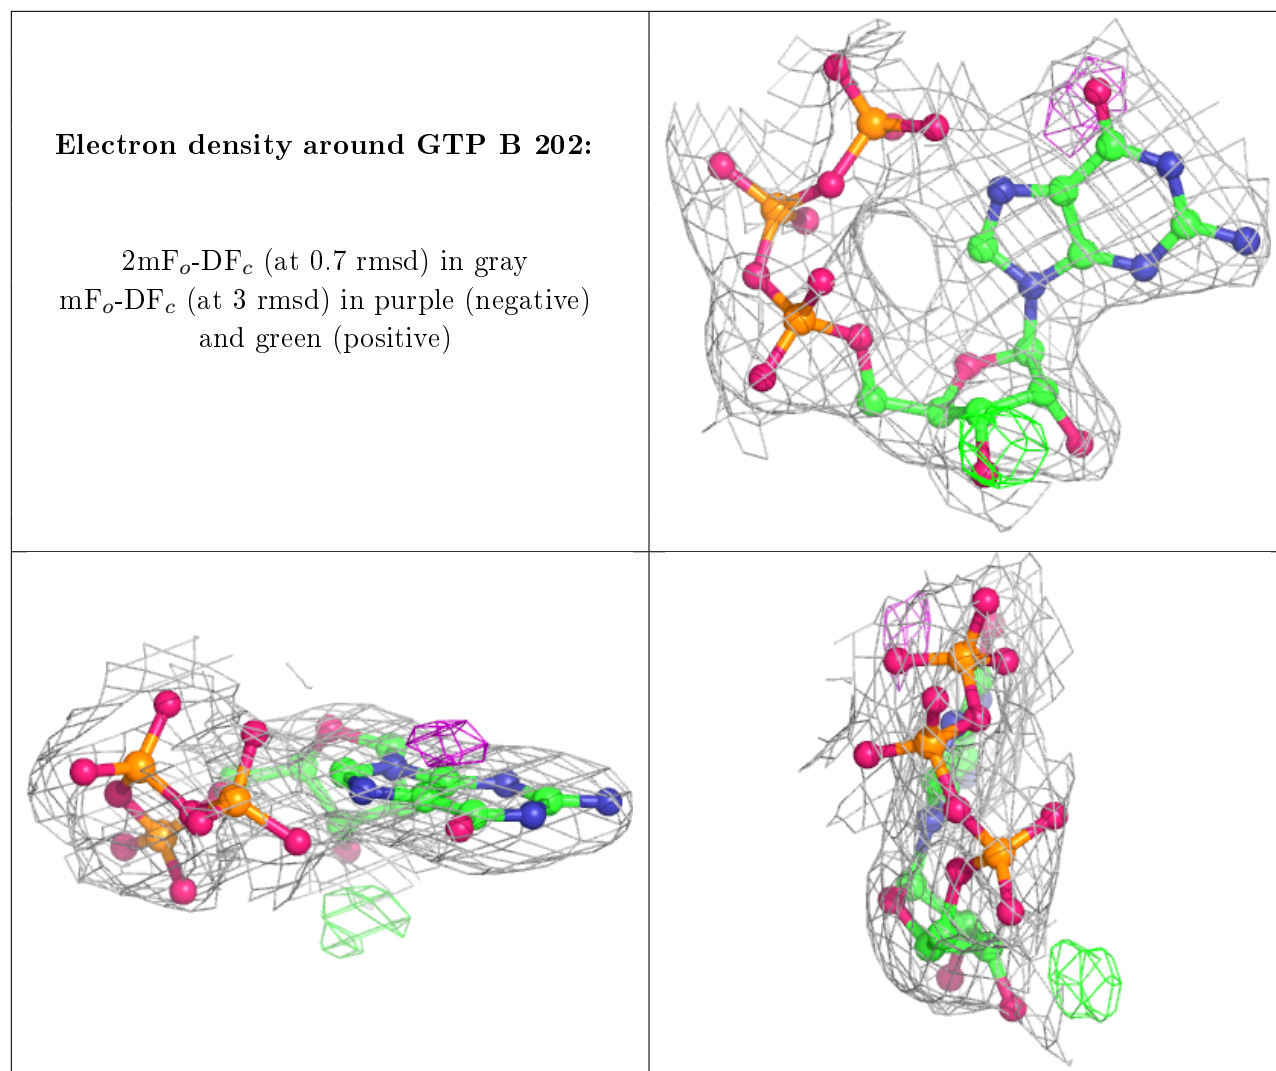 Electron density around GTP B 202:
2mFₒ-DF𝒸 (at 0.7 rmsd) in gray
mFₒ-DF𝒸 (at 3 rmsd) in purple (negative)
and green (positive)